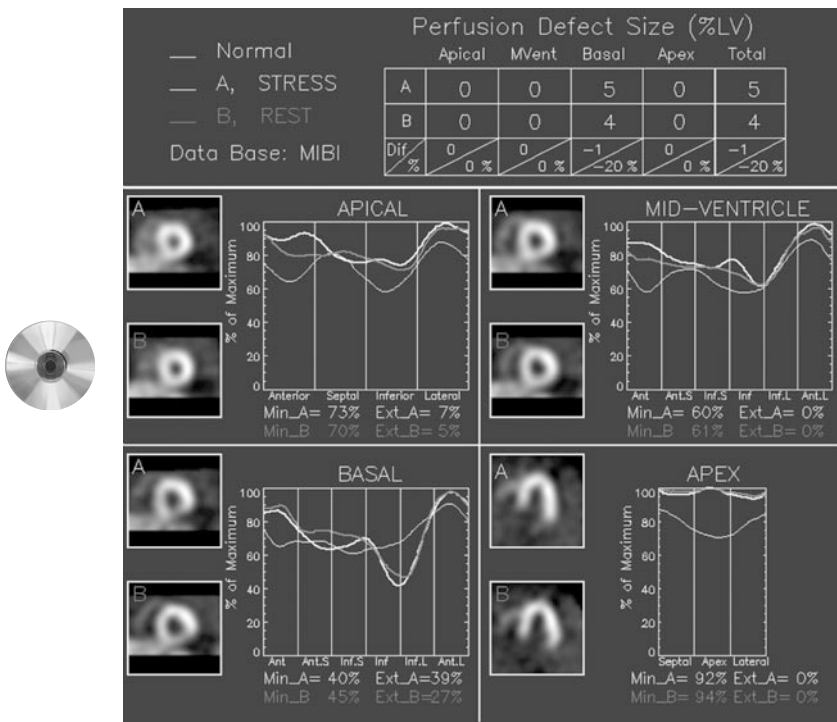 Perfusion Defect Size (%LV)
Normal
A, STRESS
B, REST
Data Base: MIBI
Apical MVent Basal Apex Total
A 0 0 5 0 5
B 0 0 4 0 4
Dif. % 0 0 % 0 0 % -1 -20 % 0 0 % -1 -20 %
A
B
APICAL
% of Maximum
100
80
60
40
20
0
Anterior Septal Inferior Lateral
Min_A= 73% Ext_A= 7%
Min_B 70% Ext_B= 5%
A
B
MID-VENTRICLE
% of Maximum
100
80
60
40
20
0
Ant Ant.S Inf.S Inf Inf.L Ant.L
Min_A= 60% Ext_A= 0%
Min_B 61% Ext_B= 0%
A
B
BASAL
% of Maximum
100
80
60
40
20
0
Ant Ant.S Inf.S Inf Inf.L Ant.L
Min_A= 40% Ext_A=39%
Min_B 45% Ext_B=27%
A
B
APEX
% of Maximum
100
80
60
40
20
0
Septal Apex Lateral
Min_A= 92% Ext_A= 0%
Min_B= 94% Ext_B= 0%